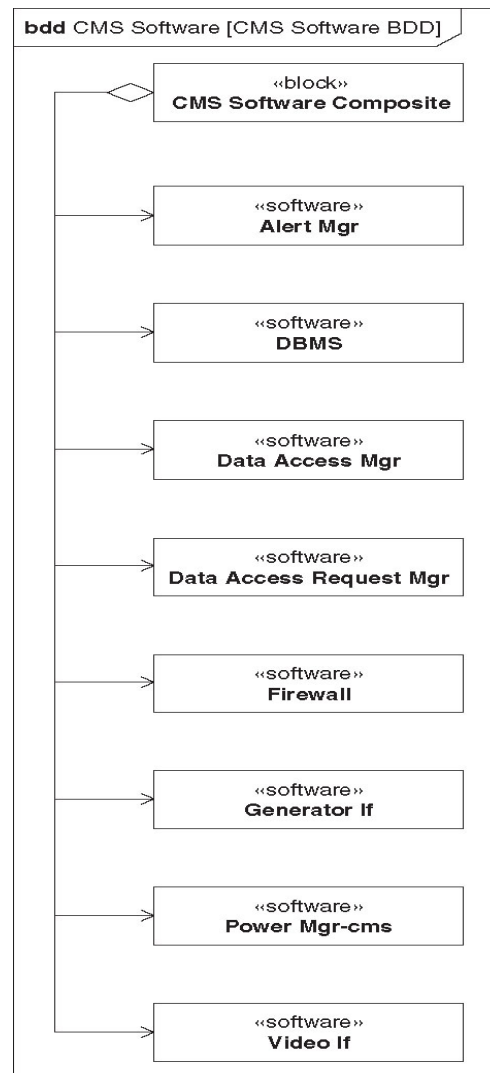 bdd CMS Software [CMS Software BDD]
«block»
CMS Software Composite
«software»
Alert Mgr
«software»
DBMS
«software»
Data Access Mgr
«software»
Data Access Request Mgr
«software»
Firewall
«software»
Generator If
«software»
Power Mgr-cms
«software»
Video If